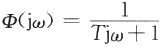 Φ(jω) = 1 / (Tjω + 1)